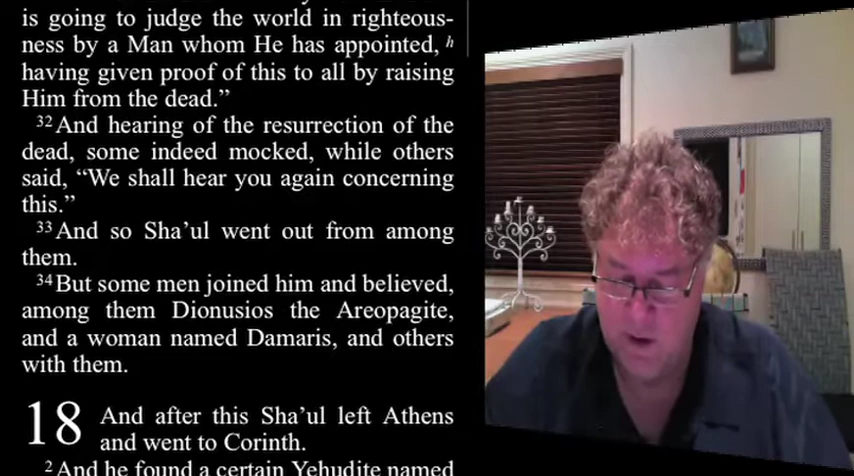 is going to judge the world in righteous-
ness by a Man whom He has appointed, h
having given proof of this to all by raising
Him from the dead.”
32 And hearing of the resurrection of the
dead, some indeed mocked, while others
said, “We shall hear you again concerning
this.”
33 And so Sha’ul went out from among
them.
34 But some men joined him and believed,
among them Dionusios the Areopagite,
and a woman named Damaris, and others
with them.
18 And after this Sha’ul left Athens
and went to Corinth.
2 And he found a certain Yehudite named